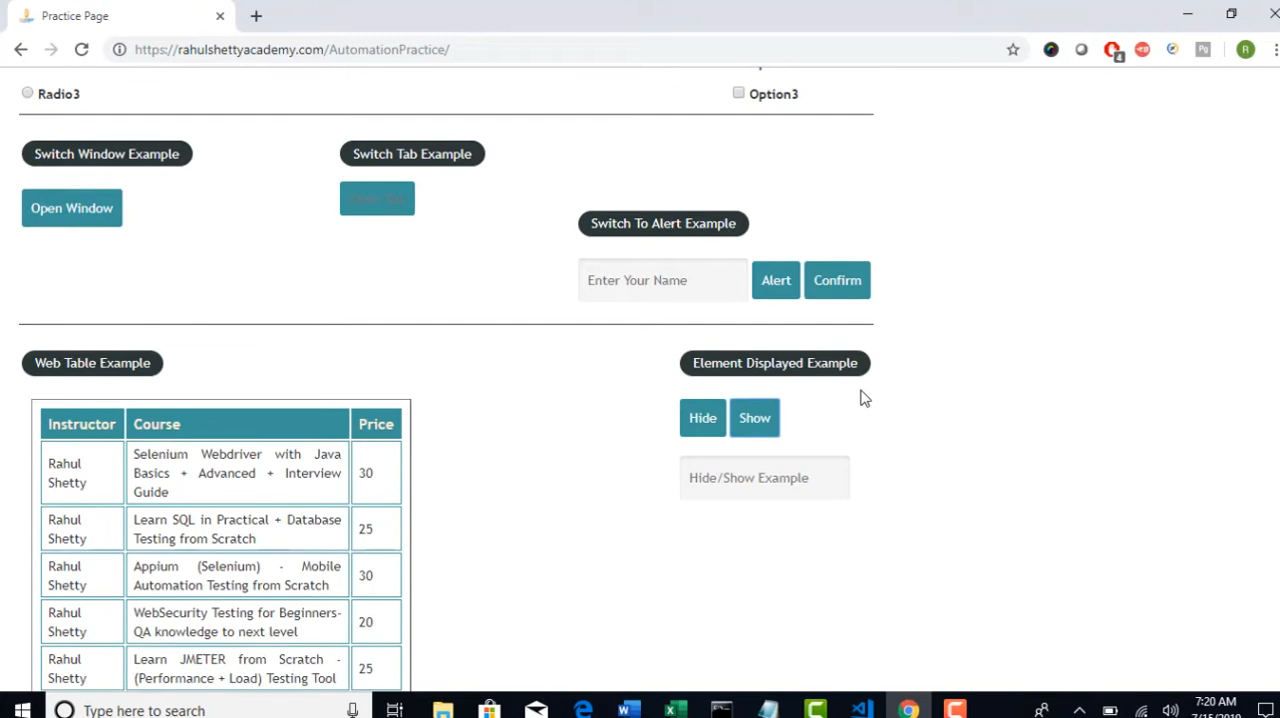 Practice Page
https://rahulshettyacademy.com/AutomationPractice/
4
Pg
R
Radio3
Option3
Switch Window Example
Switch Tab Example
Open Window
Switch To Alert Example
Enter Your Name
Alert
Confirm
Web Table Example
Element Displayed Example
Hide
Show
Hide/Show Example
Instructor Course Price
Rahul Shetty
Selenium Webdriver with Java
Basics + Advanced + Interview
Guide
30
Rahul Shetty
Learn SQL in Practical + Database
Testing from Scratch
25
Rahul Shetty
Appium (Selenium) - Mobile
Automation Testing from Scratch
30
Rahul Shetty
WebSecurity Testing for Beginners-
QA knowledge to next level
20
Rahul Shetty
Learn JMETER from Scratch -
(Performance + Load) Testing Tool
25
Type here to search
7:20 AM